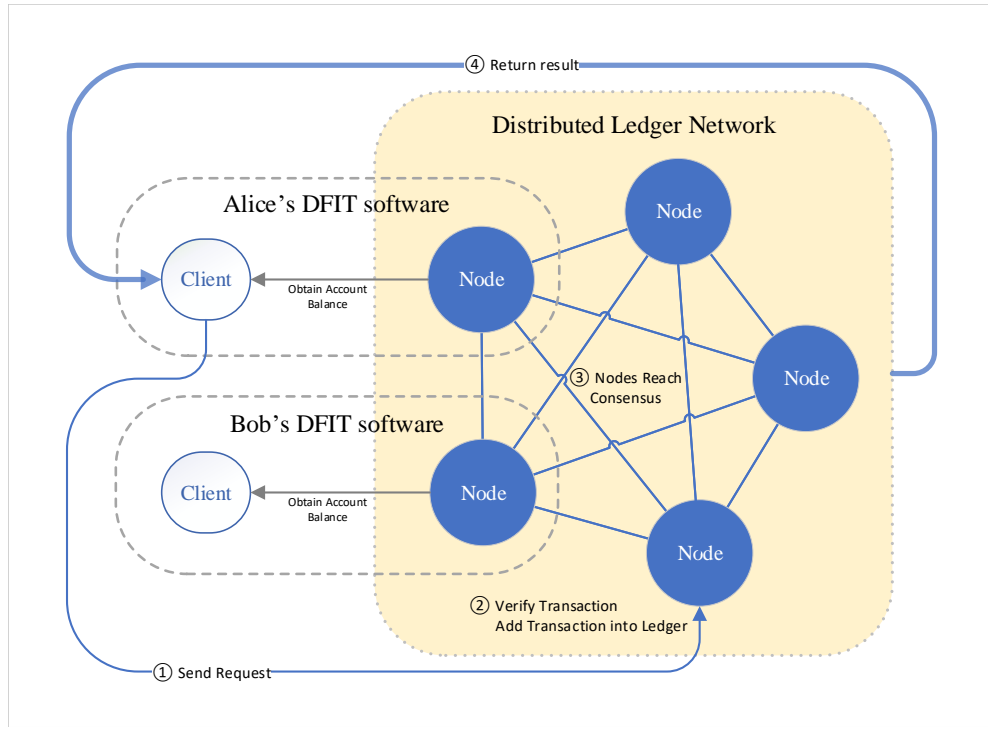 ④ Return result
Distributed Ledger Network
Node
Alice's DFIT software
Client
Obtain Account
Balance
Node
③ Nodes Reach
Consensus
Node
Bob's DFIT software
Client
Obtain Account
Balance
Node
Node
② Verify Transaction
Add Transaction into Ledger
① Send Request